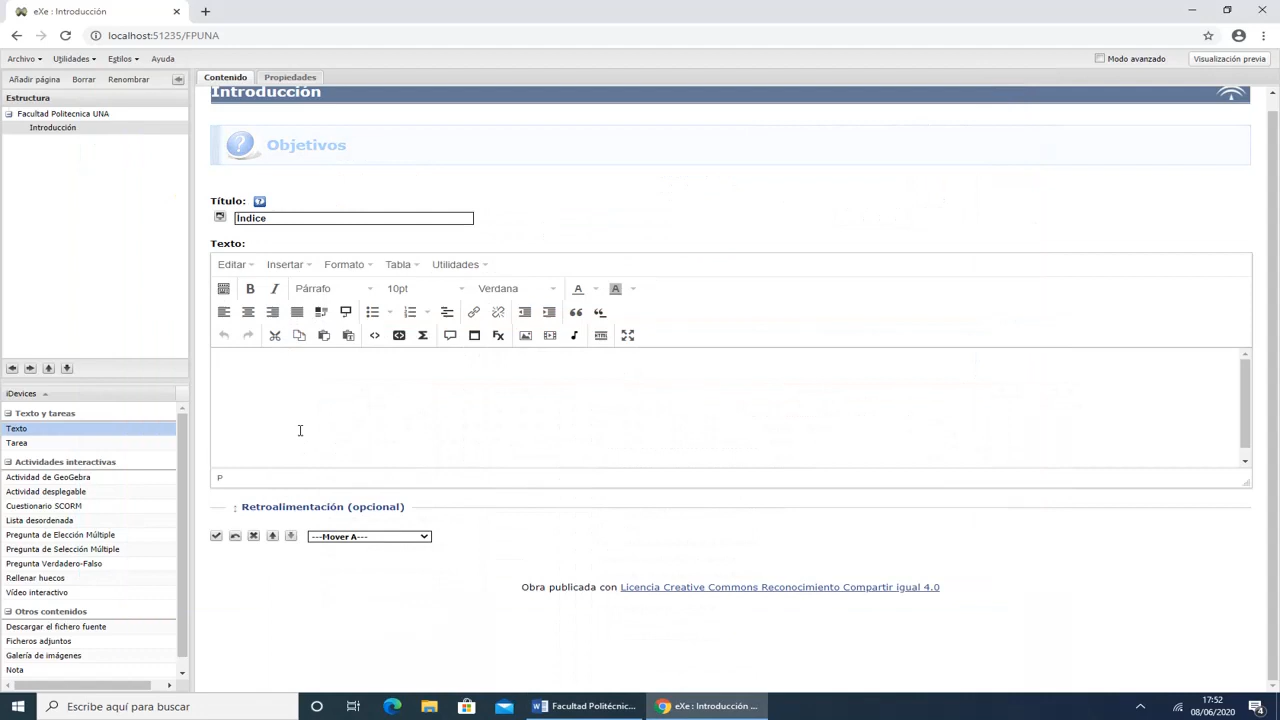 eXe : Introducción
localhost:51235/FPUNA
Archivo Utilidades Estilos Ayuda
Modo avanzado Visualización previa
Añadir página Borrar Renombrar
Contenido Propiedades
Estructura
Introducción
Facultad Politecnica UNA
Introducción
Objetivos
Título:
Índice
Texto:
Editar Insertar Formato Tabla Utilidades
Párrafo 10pt Verdana
P
Retroalimentación (opcional)
---Mover A---
Obra publicada con Licencia Creative Commons Reconocimiento Compartir igual 4.0
iDevices
Texto y tareas
Texto
Tarea
Actividades interactivas
Actividad de GeoGebra
Actividad desplegable
Cuestionario SCORM
Lista desordenada
Pregunta de Elección Múltiple
Pregunta de Selección Múltiple
Pregunta Verdadero-Falso
Rellenar huecos
Vídeo interactivo
Otros contenidos
Descargar el fichero fuente
Ficheros adjuntos
Galería de imágenes
Nota
Escribe aquí para buscar
Facultad Politécnic...
eXe : Introducción ...
17:52
08/06/2020
4